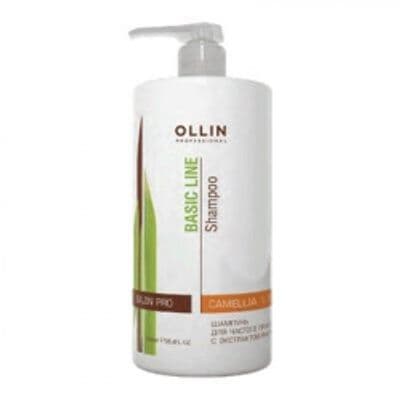 OLLIN
PROFESSIONAL
BASIC LINE
Shampoo
SALON PRO
CAMELLIA
ШАМПУНЬ
ДЛЯ ЧАСТОГО
С ЭКСТРАКТОМ